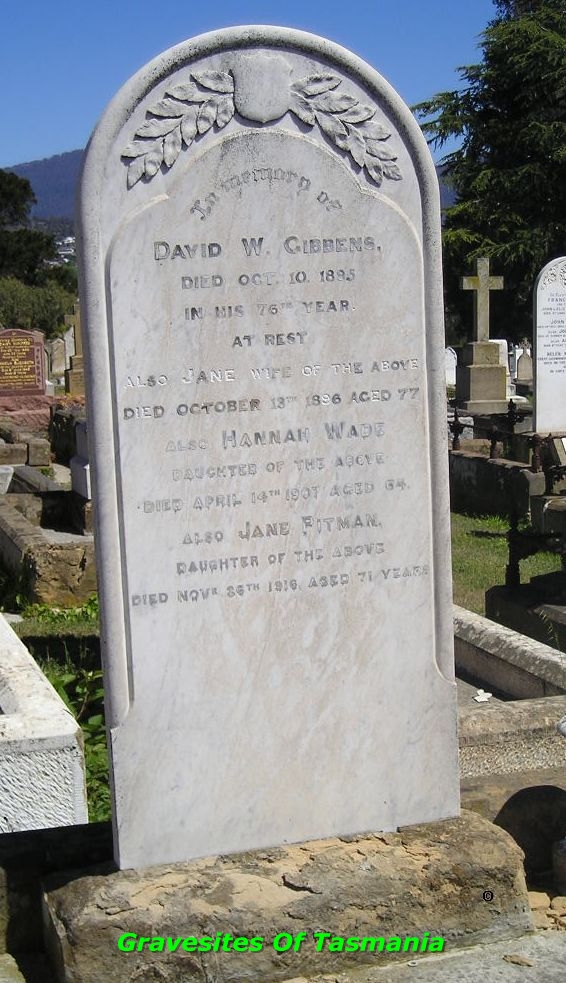 In memory of
DAVID W. GIBBENS,
DIED OCT. 10. 1895
IN HIS 76TH YEAR.
AT REST
ALSO JANE WIFE OF THE ABOVE
DIED OCTOBER 13TH 1896 AGED 77
ALSO HANNAH WADE
DAUGHTER OF THE ABOVE
DIED APRIL 14TH 1907 AGED 64.
ALSO JANE PITMAN.
DAUGHTER OF THE ABOVE
DIED NOVR 26TH 1916. AGED 71 YEARS
Gravesites Of Tasmania